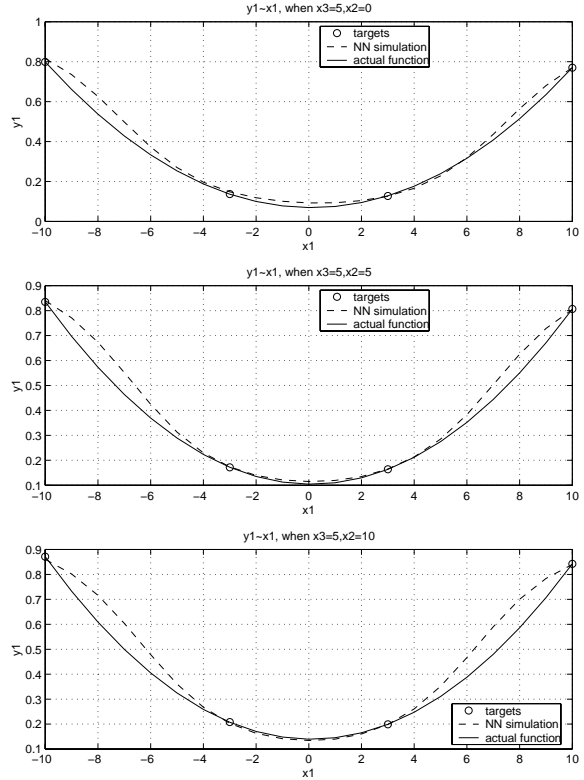 y1~x1, when x3=5,x2=0
targets
NN simulation
actual function
1
0.8
0.6
0.4
0.2
0
y1
−10 −8 −6 −4 −2 0 2 4 6 8 10
x1
y1~x1, when x3=5,x2=5
targets
NN simulation
actual function
0.9
0.8
0.7
0.6
0.5
0.4
0.3
0.2
0.1
y1
−10 −8 −6 −4 −2 0 2 4 6 8 10
x1
y1~x1, when x3=5,x2=10
0.9
0.8
0.7
0.6
0.5
0.4
0.3
0.2
0.1
y1
targets
NN simulation
actual function
−10 −8 −6 −4 −2 0 2 4 6 8 10
x1